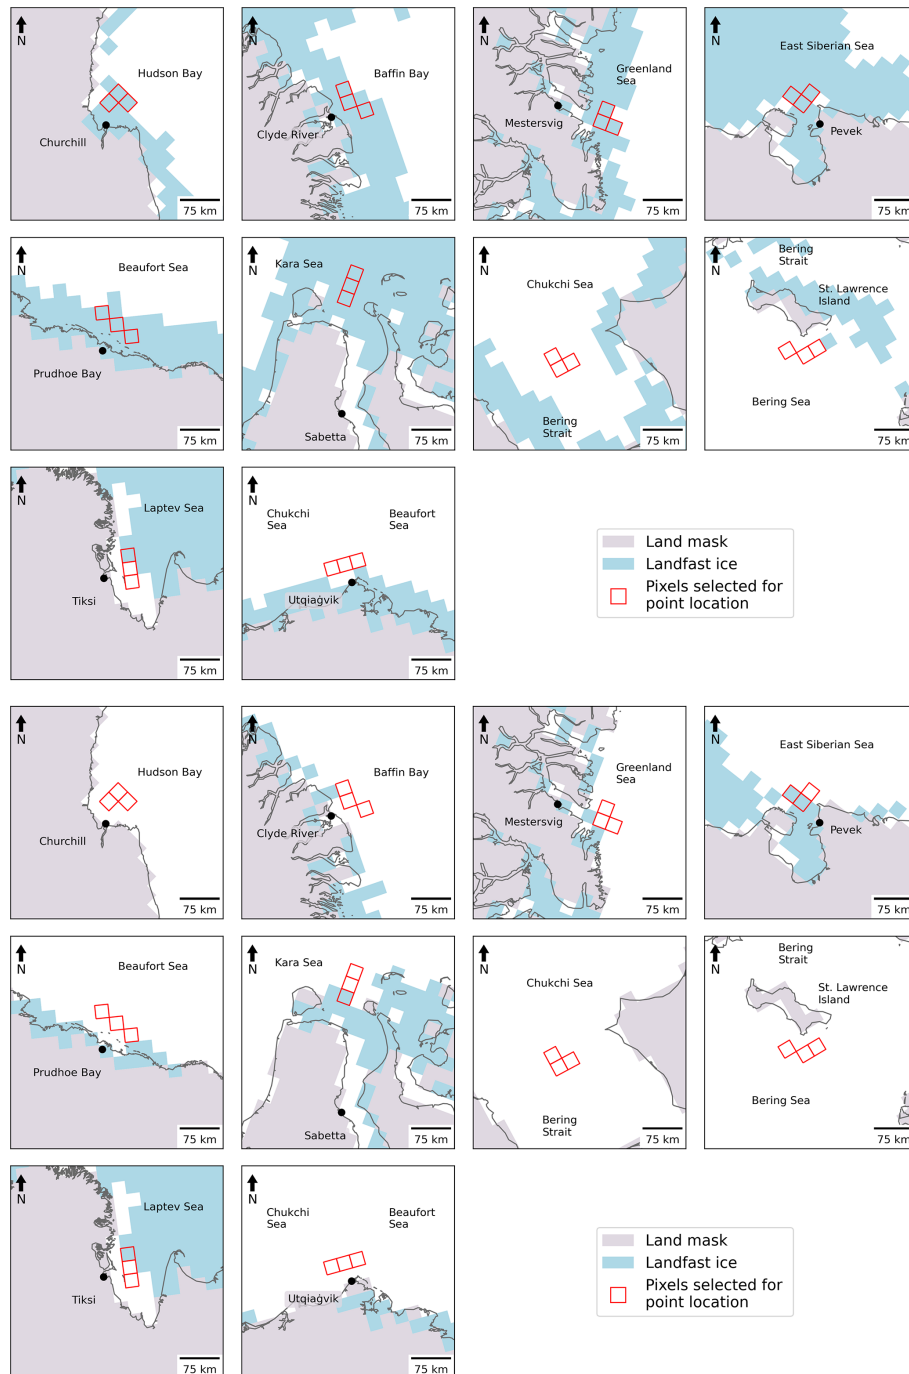 N
Hudson Bay
Churchill
75 km
N
Baffin Bay
Clyde River
75 km
N
Greenland
Sea
Mestersvig
75 km
N
East Siberian Sea
Pevek
75 km
N
Beaufort Sea
Prudhoe Bay
75 km
N
Kara Sea
Sabetta
75 km
N
Chukchi Sea
Bering
Strait
75 km
N
Bering
Strait
St. Lawrence
Island
Bering Sea
75 km
N
Laptev Sea
Tiksi
75 km
N
Chukchi
Sea
Beaufort
Sea
Utqiaġvik
75 km
Land mask
Landfast ice
Pixels selected for
point location
N
Hudson Bay
Churchill
75 km
N
Baffin Bay
Clyde River
75 km
N
Greenland
Sea
Mestersvig
75 km
N
East Siberian Sea
Pevek
75 km
N
Beaufort Sea
Prudhoe Bay
75 km
N
Kara Sea
Sabetta
75 km
N
Chukchi Sea
Bering
Strait
75 km
N
Bering
Strait
St. Lawrence
Island
Bering Sea
75 km
N
Laptev Sea
Tiksi
75 km
N
Chukchi
Sea
Beaufort
Sea
Utqiaġvik
75 km
Land mask
Landfast ice
Pixels selected for
point location